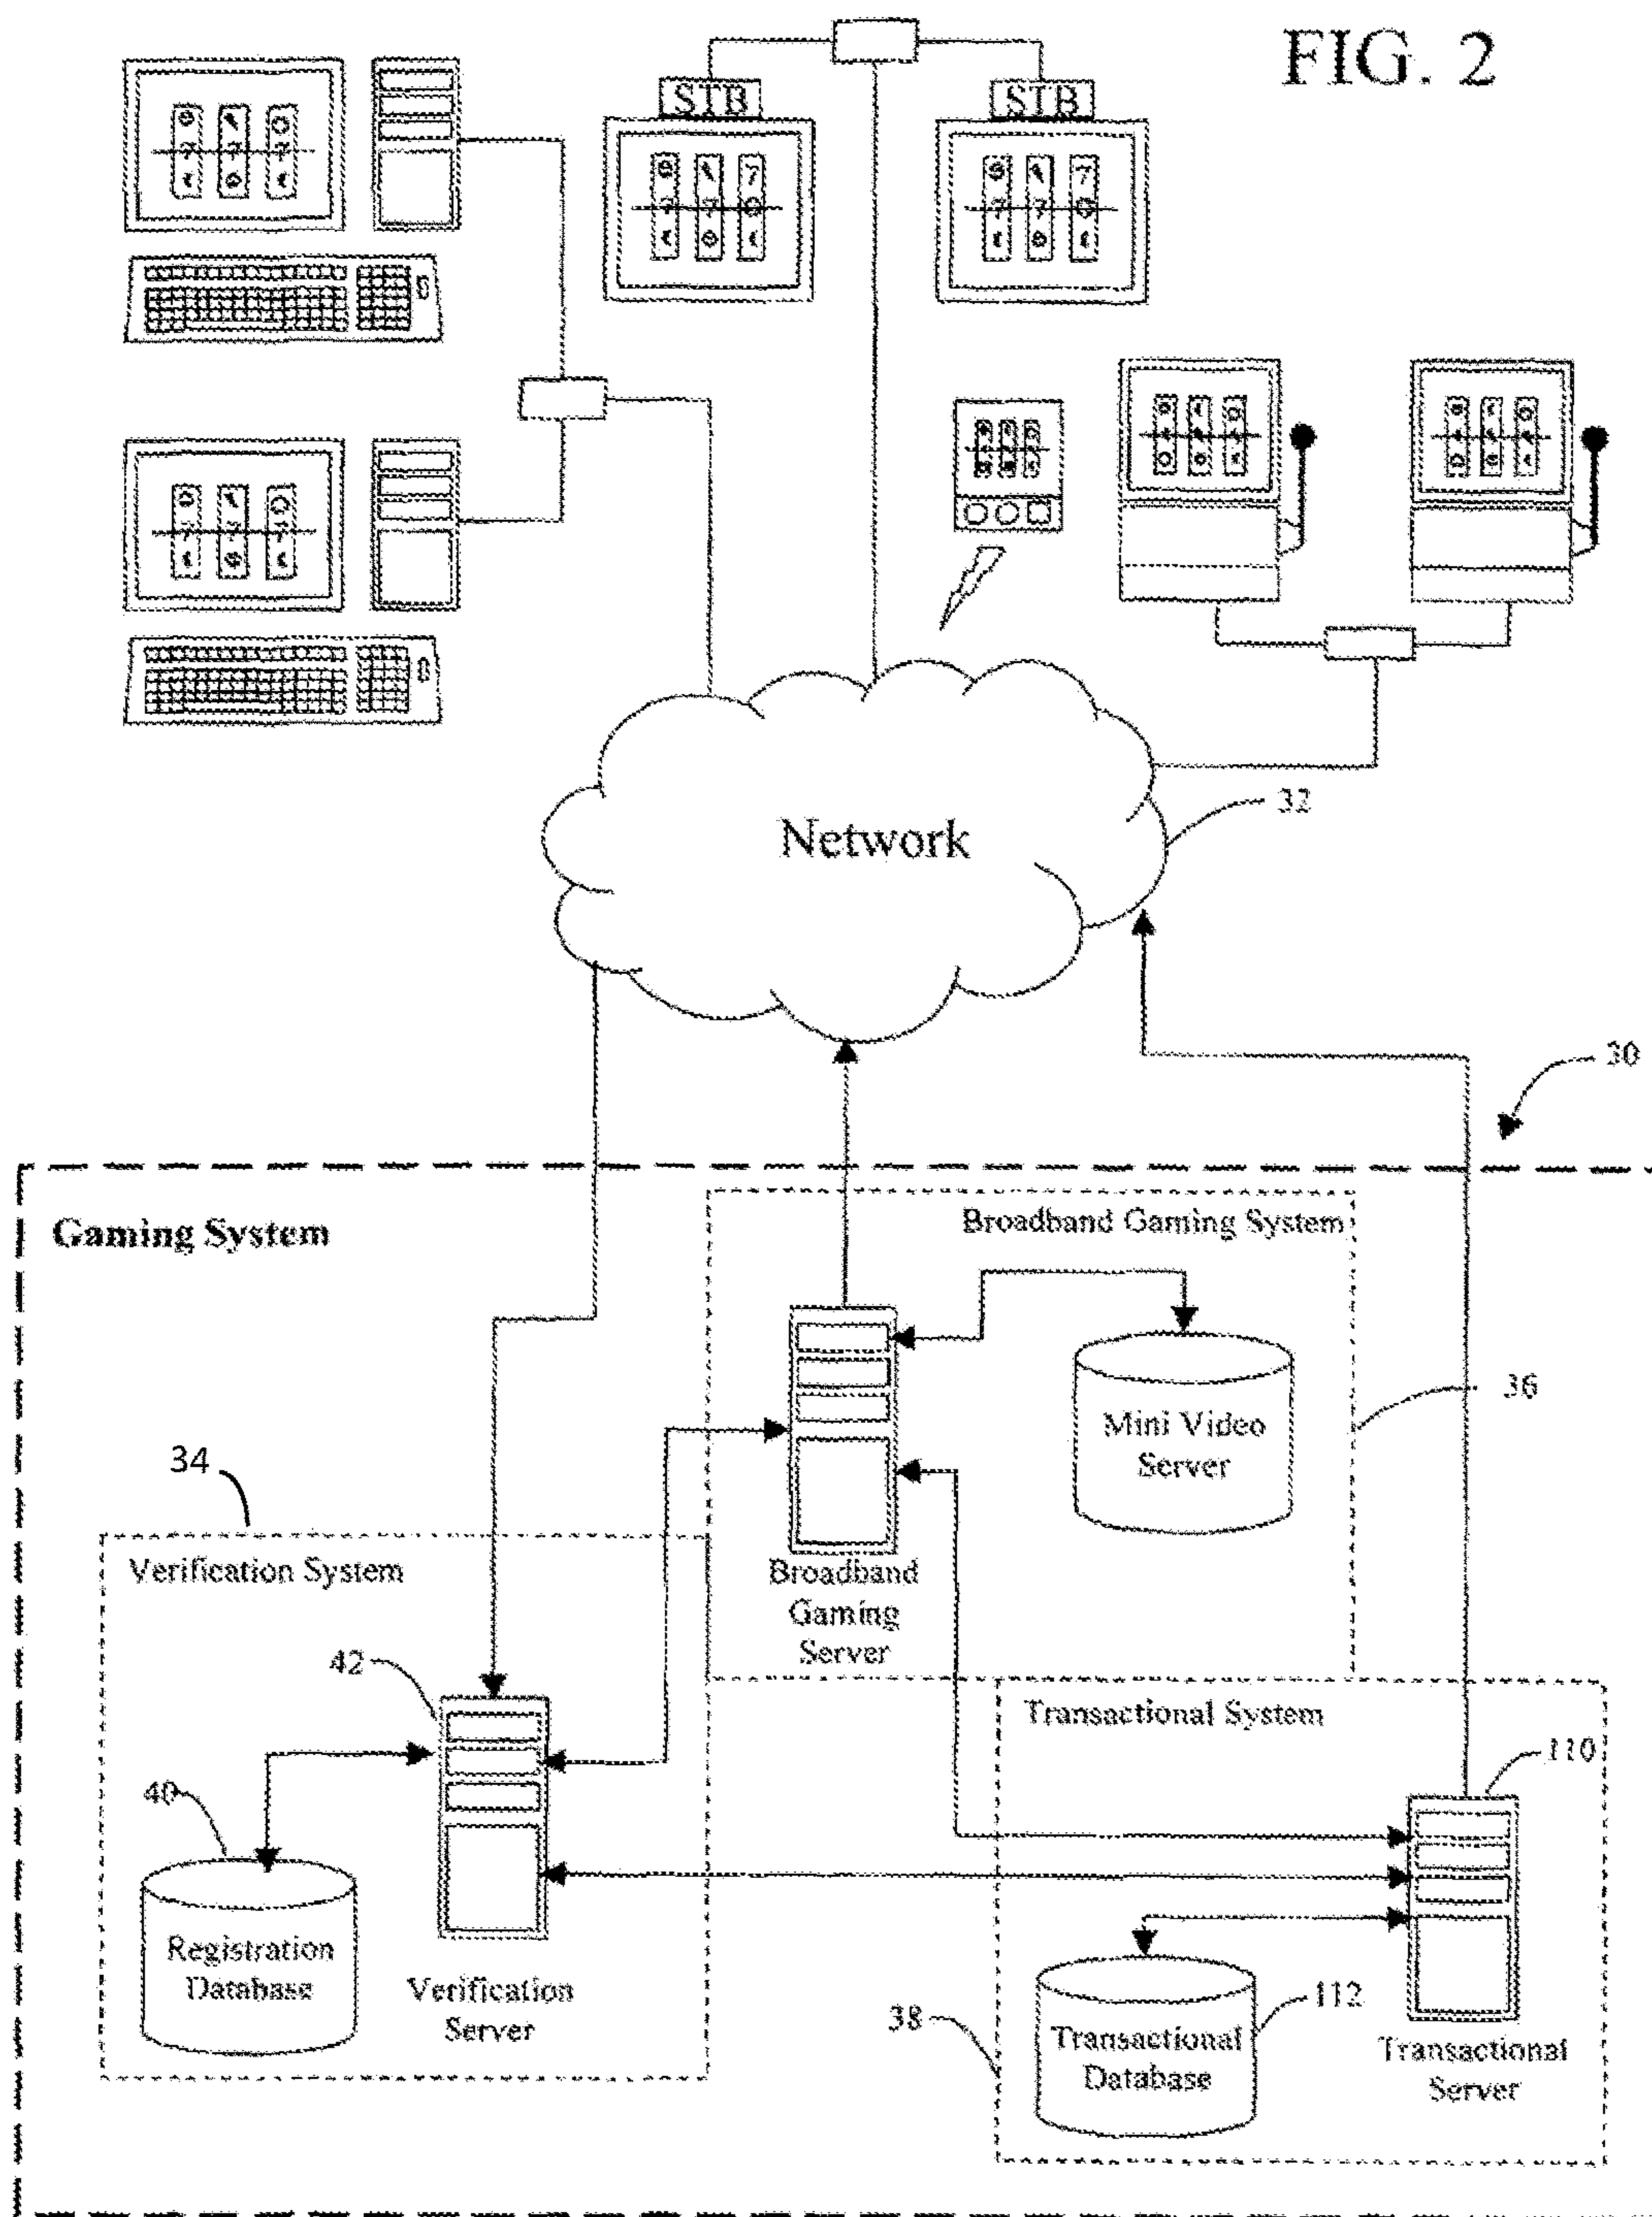 FIG. 2
STB
STB
Network
32
30
Gaming System
Broadband Gaming System
36
Mini Video
Server
34
Verification System
Broadband
Gaming
Server
42
Transactional System
110
40
Registration
Database
Verification
Server
38
112
Transactional
Database
Transactional
Server